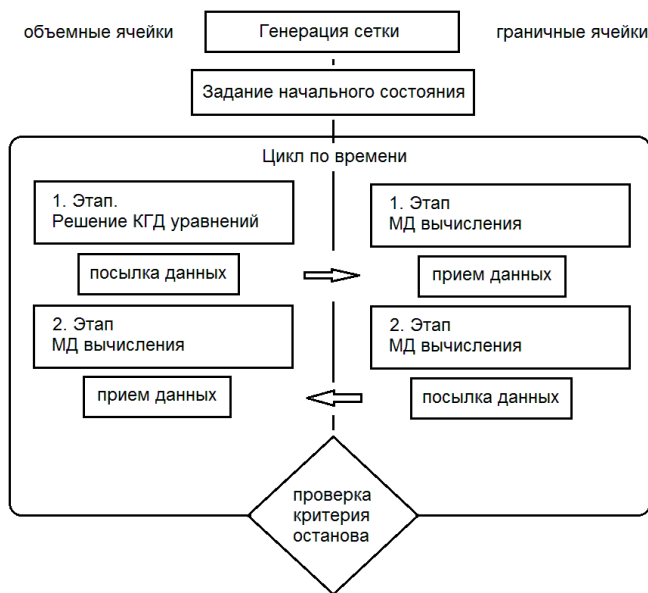 объемные ячейки
Генерация сетки
граничные ячейки
Задание начального состояния
Цикл по времени
1. Этап.
Решение КГД уравнений
1. Этап
МД вычисления
посылка данных
прием данных
2. Этап
МД вычисления
2. Этап
МД вычисления
прием данных
посылка данных
проверка
критерия
останова